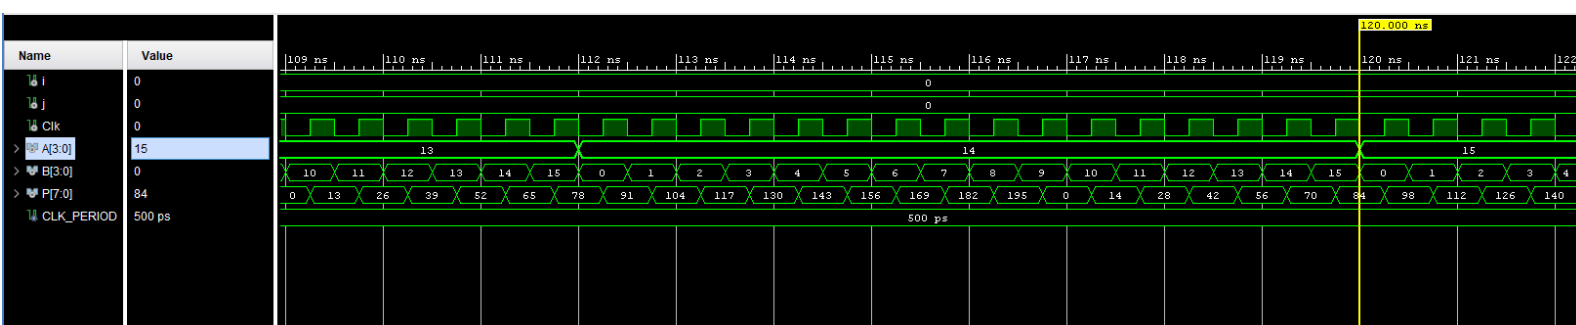 120.000 ns
Name Value
109 ns 110 ns 111 ns 112 ns 113 ns 114 ns 115 ns 116 ns 117 ns 118 ns 119 ns 120 ns 121 ns 122
i 0 0
j 0 0
Clk 0
A[3:0] 15 13 14 15
B[3:0] 0 10 11 12 13 14 15 0 1 2 3 4 5 6 7 8 9 10 11 12 13 14 15 0 1 2 3 4
P[7:0] 84 0 13 26 39 52 65 78 91 104 117 130 143 156 169 182 195 0 14 28 42 56 70 84 98 112 126 140
CLK_PERIOD 500 ps 500 ps